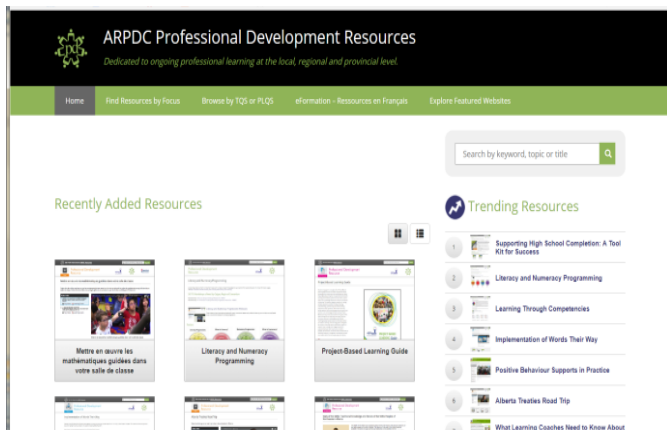 ARPDC Professional Development Resources
Dedicated to ongoing professional learning at the local, regional and provincial level.
Home
Find Resources by Focus
Browse by TQS or PLQS
eFormation - Ressources en Français
Explore Featured Websites
Search by keyword, topic or title
Recently Added Resources
Mettre en œuvre les
mathématiques guidées dans
votre salle de classe
Literacy and Numeracy
Programming
Project-Based Learning Guide
Trending Resources
1
Supporting High School Completion: A Tool
Kit for Success
2
Literacy and Numeracy Programming
3
Learning Through Competencies
4
Implementation of Words Their Way
5
Positive Behaviour Supports in Practice
6
Alberta Treaties Road Trip
What Learning Coaches Need to Know About